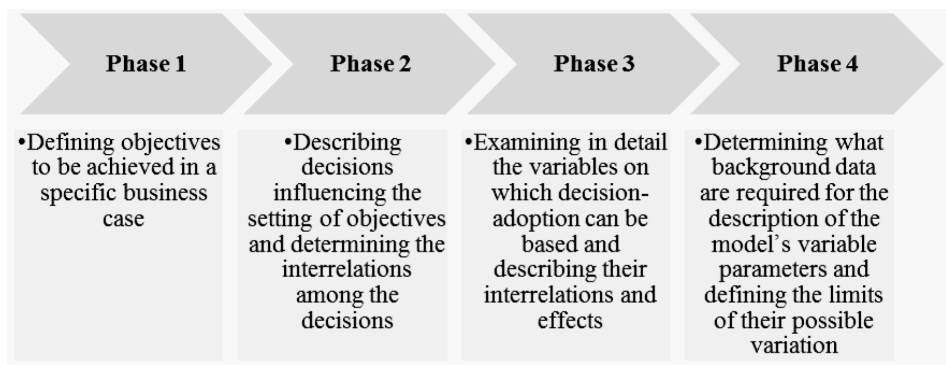 Phase 1
Phase 2
Phase 3
Phase 4
•Defining objectives
to be achieved in a
specific business
case
•Describing
decisions
influencing the
setting of objectives
and determining the
interrelations
among the
decisions
•Examining in detail
the variables on
which decision-
adoption can be
based and
describing their
interrelations and
effects
•Determining what
background data
are required for the
description of the
model’s variable
parameters and
defining the limits
of their possible
variation